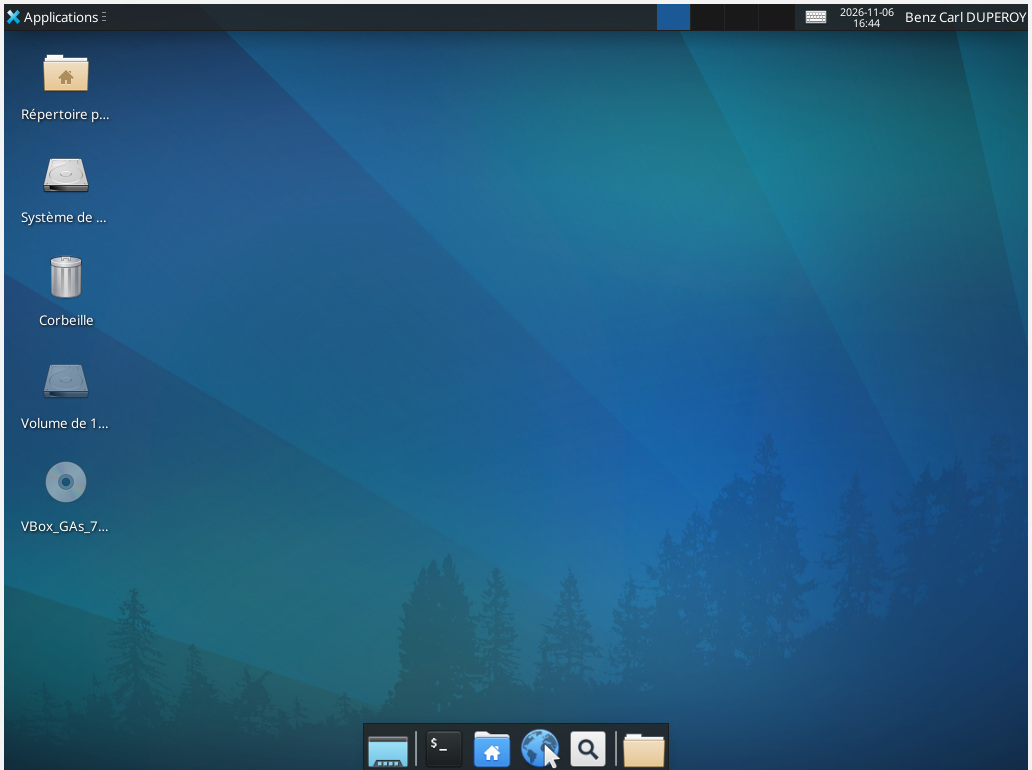 Applications
2026-11-06
16:44
Benz Carl DUPEROY
Répertoire p...
Système de ...
Corbeille
Volume de 1...
VBox_GAs_7...
$_